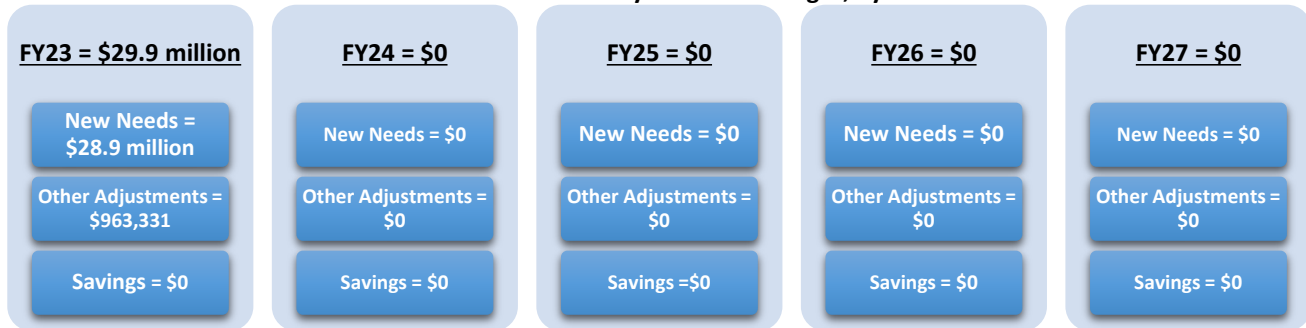 FY23 = $29.9 million
New Needs =
$28.9 million
Other Adjustments =
$963,331
Savings = $0
FY24 = $0
New Needs = $0
Other Adjustments =
$0
Savings = $0
FY25 = $0
New Needs = $0
Other Adjustments =
$0
Savings =$0
FY26 = $0
New Needs = $0
Other Adjustments =
$0
Savings = $0
FY27 = $0
New Needs = $0
Other Adjustments =
$0
Savings = $0